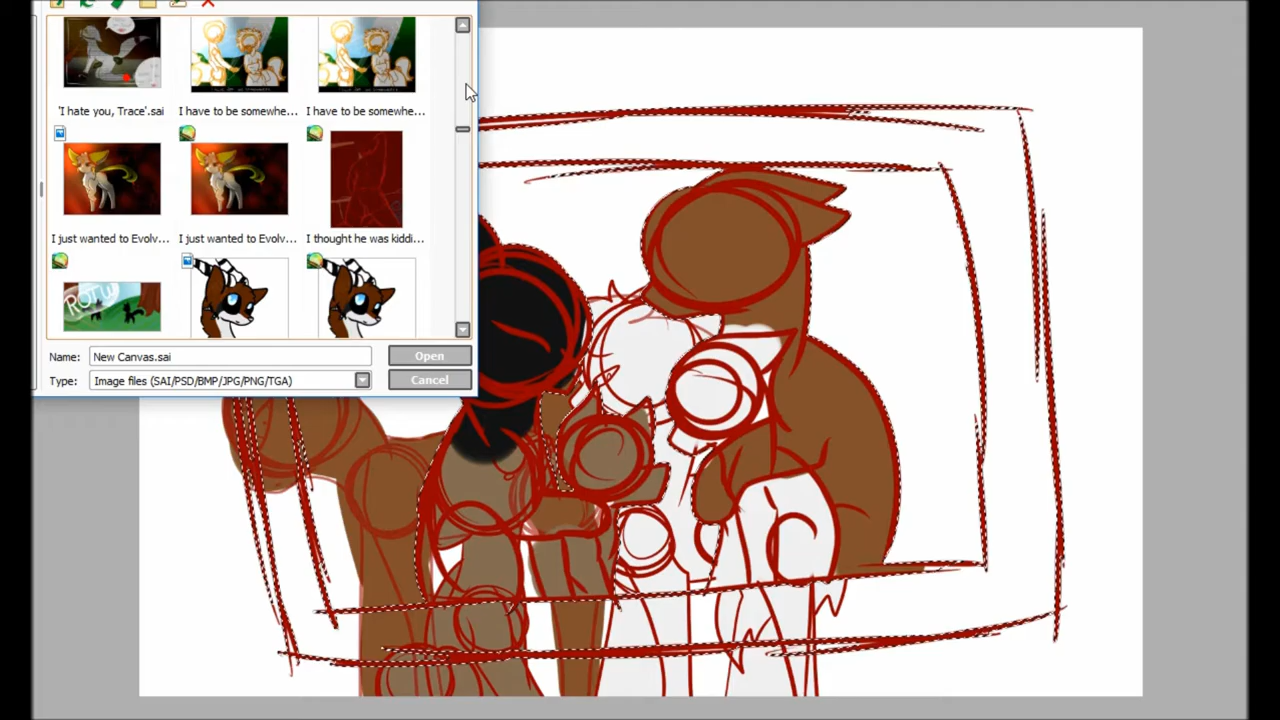 'I hate you, Trace'.sai
I have to be somewhe...
I have to be somewhe...
I just wanted to Evolv...
I just wanted to Evolv...
I thought he was kiddi...
ROTW
Name: New Canvas.sai
Open
Type: Image files (SAI/PSD/BMP/JPG/PNG/TGA)
Cancel